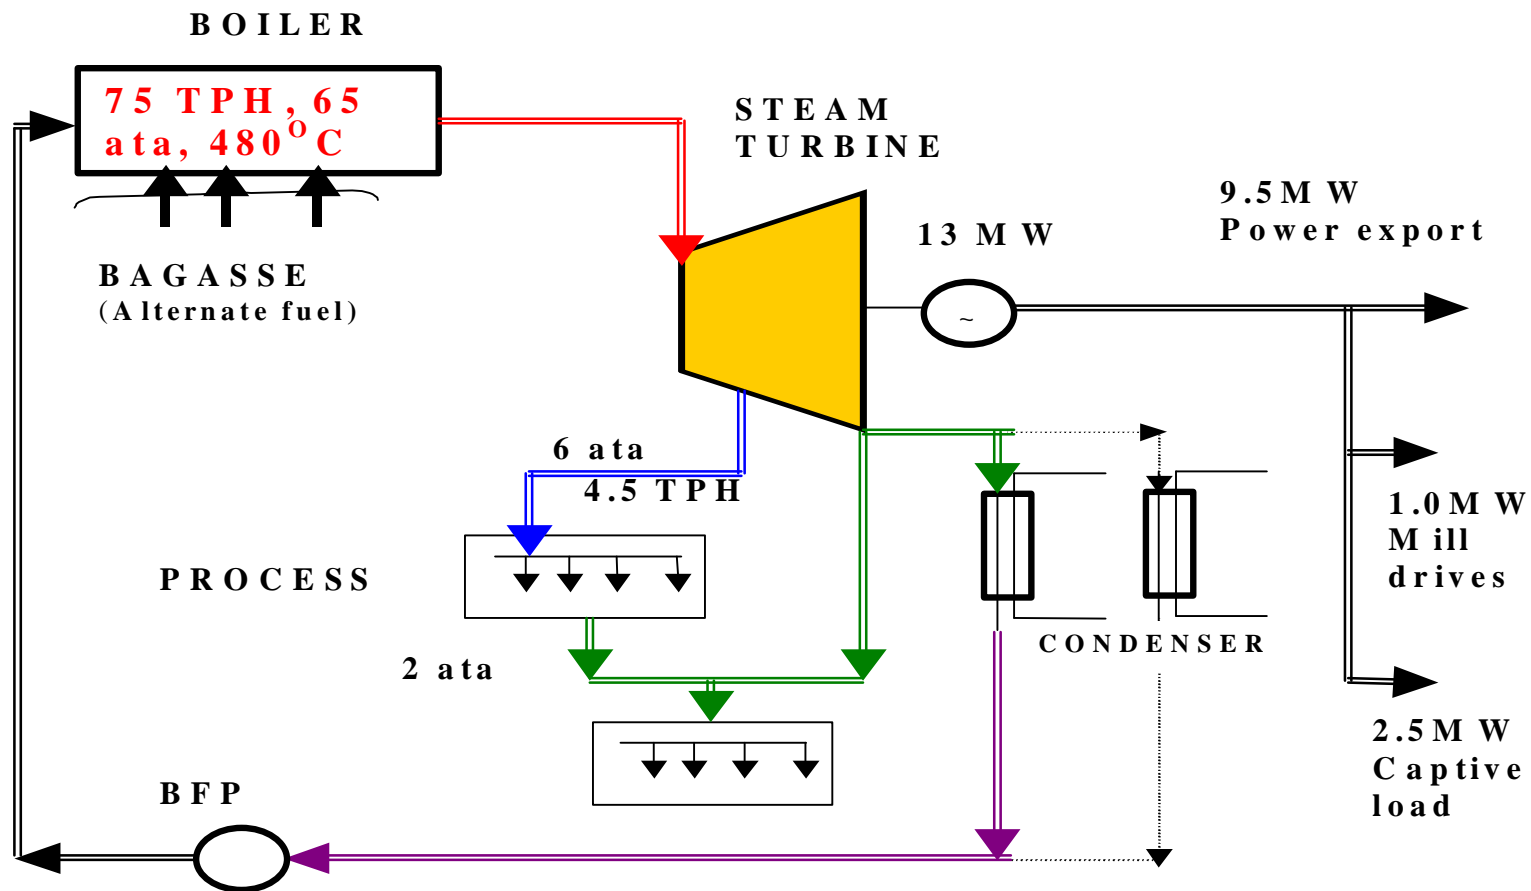 BOILER
75 TPH, 65
ata, 480 O C
BAGASSE
(Alternate fuel)
STEAM
TURBINE
13 MW
~
9.5MW
Power export
6 ata
4.5 TPH
PROCESS
1.0MW
Mill
drives
CONDENSER
2 ata
2.5MW
Captive
load
BFP